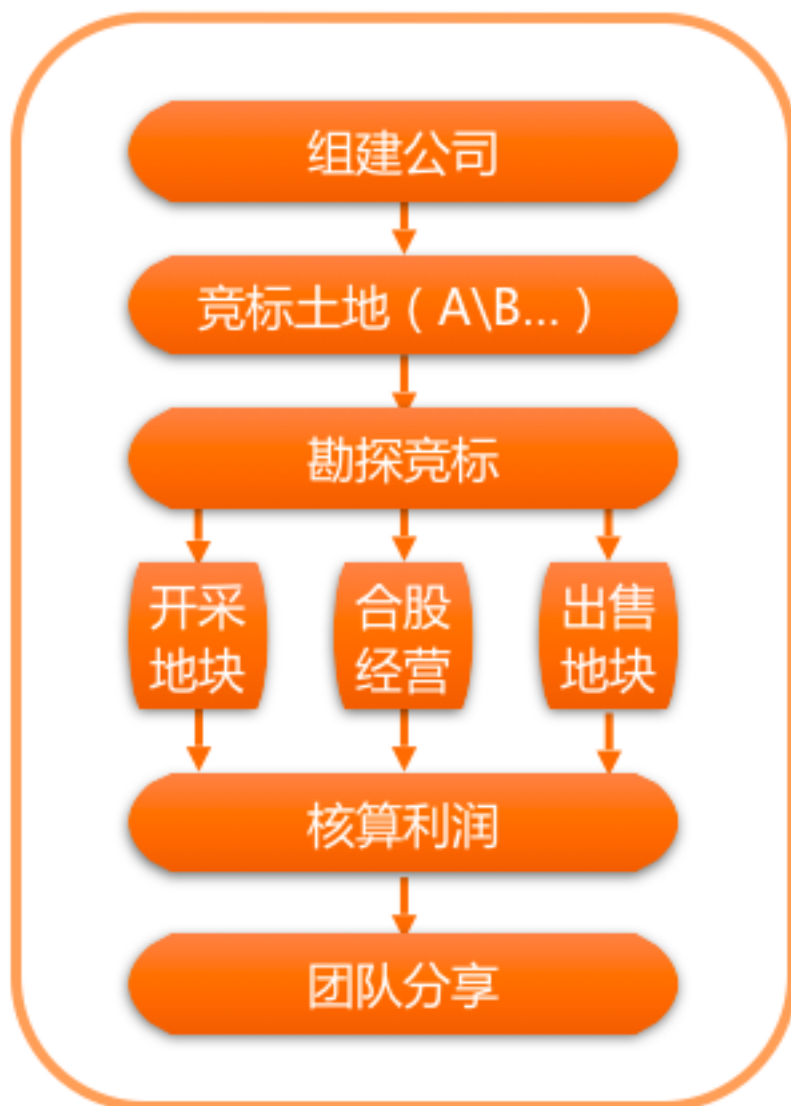 组建公司
竞标土地（A\B...）
勘探竞标
开采
地块
合股
经营
出售
地块
核算利润
团队分享